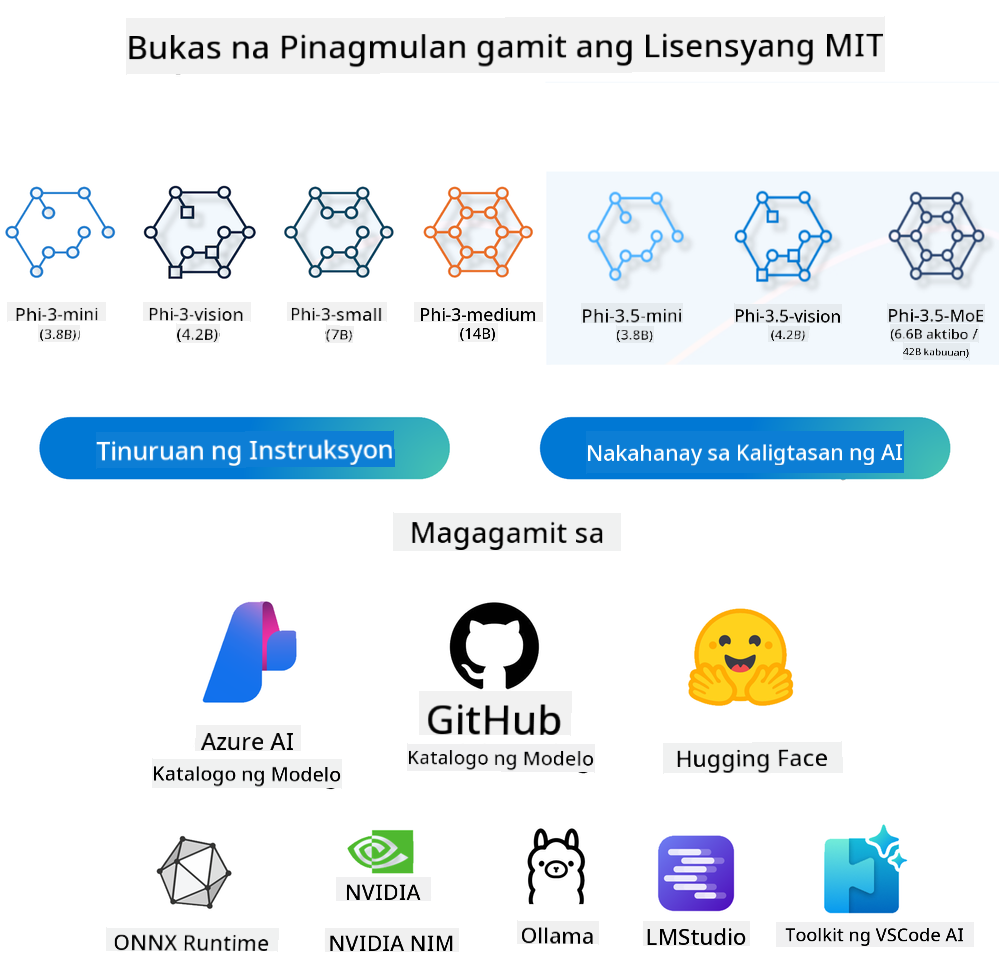 Bukas na Pinagmulan gamit ang Lisensyang MIT
Phi-3-mini
(3.8B)
Phi-3-vision
(4.2B)
Phi-3-small
(7B)
Phi-3-medium
(14B)
Phi-3.5-mini
(3.8B)
Phi-3.5-vision
(4.2B)
Phi-3.5-MoE
(6.6B aktibo /
42B kabuuan)
Tinuruan ng Instruksyon
Nakahanay sa Kaligtasan ng AI
Magagamit sa
Azure AI
Katalogo ng Modelo
GitHub
Katalogo ng Modelo
Hugging Face
ONNX Runtime
NVIDIA
NVIDIA NIM
Ollama
LMStudio
Toolkit ng VSCode AI